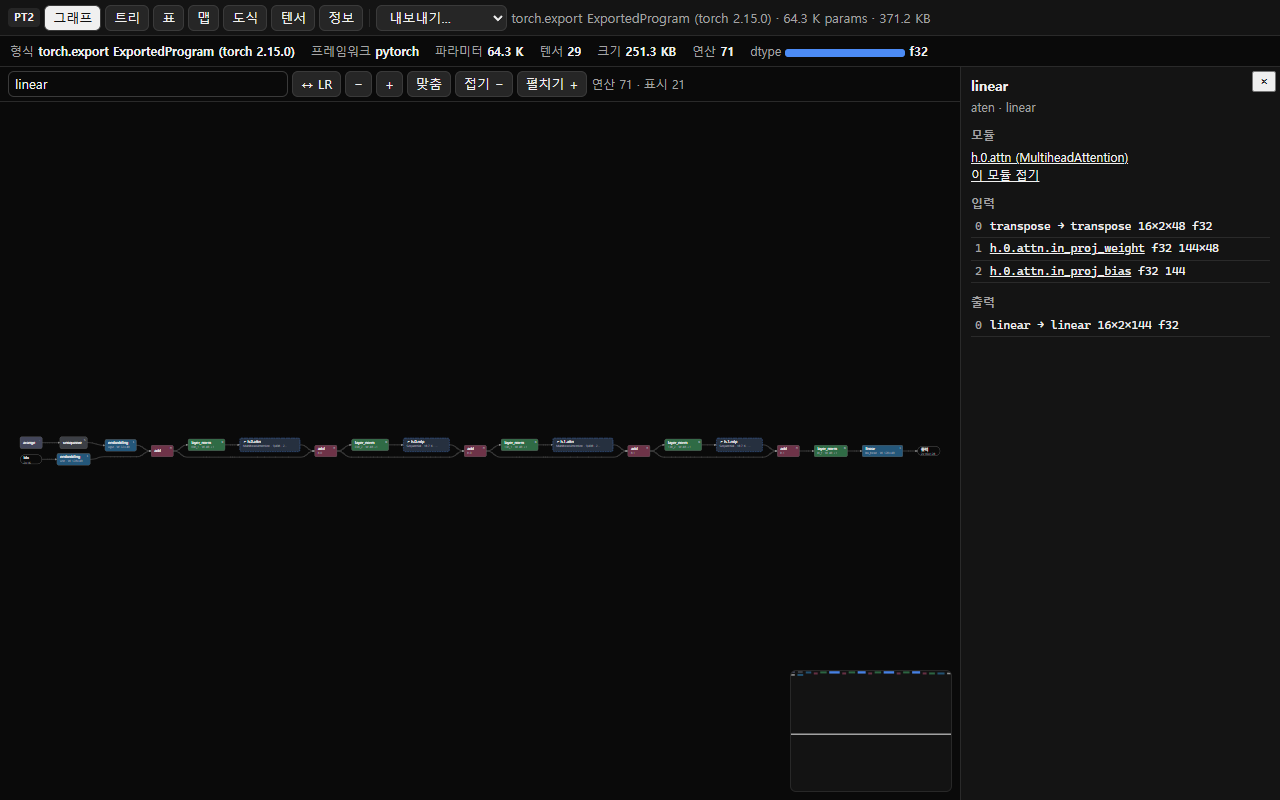 PT2 그래프 트리 표 맵 도식 텐서 정보 내보내기... torch.export ExportedProgram (torch 2.15.0) · 64.3 K params · 371.2 KB
형식 torch.export ExportedProgram (torch 2.15.0) 프레임워크 pytorch 파라미터 64.3 K 텐서 29 크기 251.3 KB 연산 71 dtype f32
linear ↔ LR − + 맞춤 접기 − 펼치기 + 연산 71 · 표시 21
linear ×
aten · linear
모듈
h.0.attn (MultiheadAttention)
이 모듈 접기
입력
0 transpose → transpose 16×2×48 f32
1 h.0.attn.in_proj_weight f32 144×48
2 h.0.attn.in_proj_bias f32 144
출력
0 linear → linear 16×2×144 f32